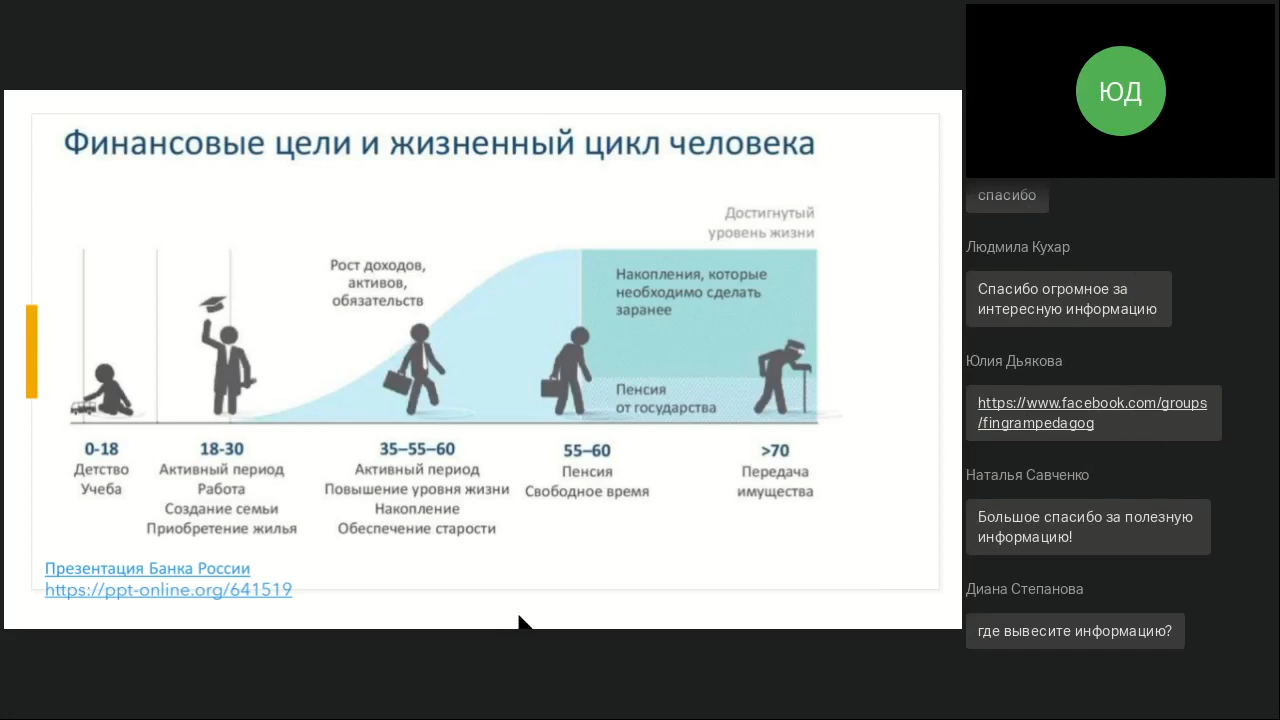 Финансовые цели и жизненный цикл человека
Достигнутый
уровень жизни
Рост доходов,
активов,
обязательств
Накопления, которые
необходимо сделать
заранее
Пенсия
от государства
0-18
Детство
Учеба
18-30
Активный период
Работа
Создание семьи
Приобретение жилья
35–55–60
Активный период
Повышение уровня жизни
Накопление
Обеспечение старости
55–60
Пенсия
Свободное время
>70
Передача
имущества
Презентация Банка России
https://ppt-online.org/641519
ЮД
спасибо
Людмила Кухар
Спасибо огромное за
интересную информацию
Юлия Дьякова
https://www.facebook.com/groups
/fingrampedagog
Наталья Савченко
Большое спасибо за полезную
информацию!
Диана Степанова
где вывесите информацию?